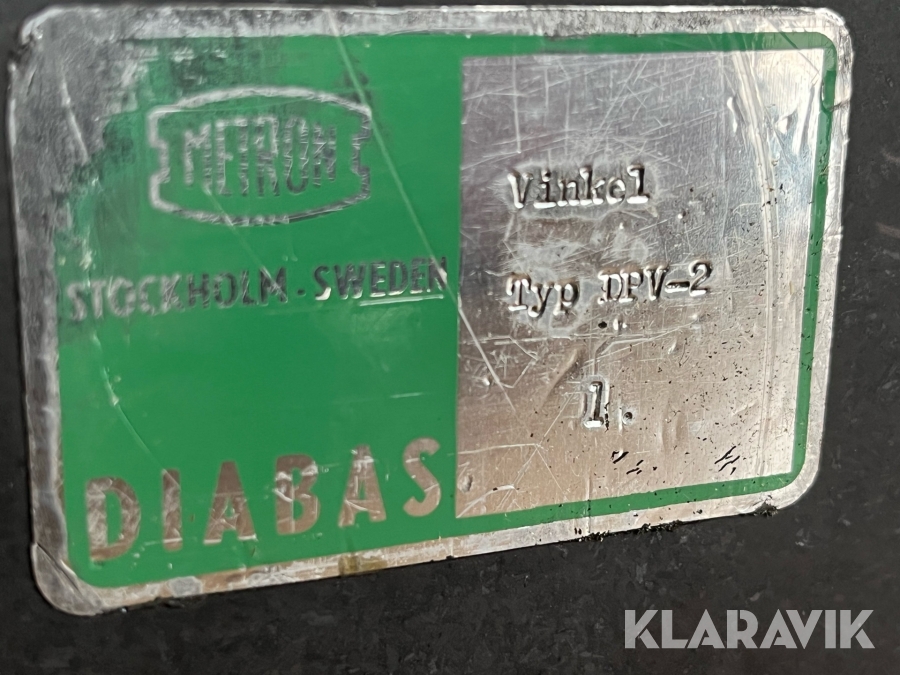 METRON
STOCKHOLM - SWEDEN
DIABAS
Vinkel
Typ DPV-2
1.
KLARAVIK